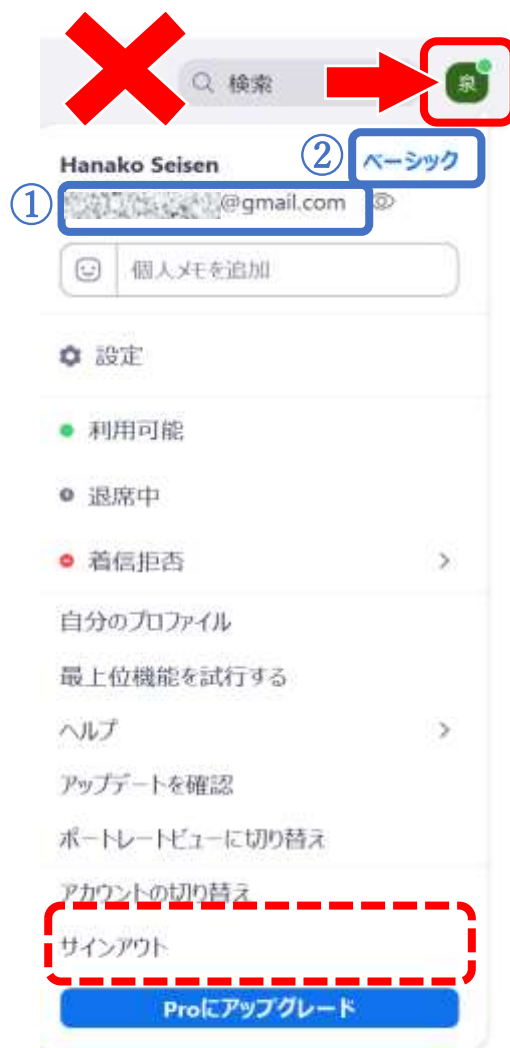 検索
泉
Hanako Seisen
② ベーシック
① @gmail.com
個人メモを追加
設定
利用可能
退席中
着信拒否
自分のプロファイル
最上位機能を試行する
ヘルプ
アップデートを確認
ポートレートビューに切り替え
アカウントの切り替え
サインアウト
Proにアップグレード